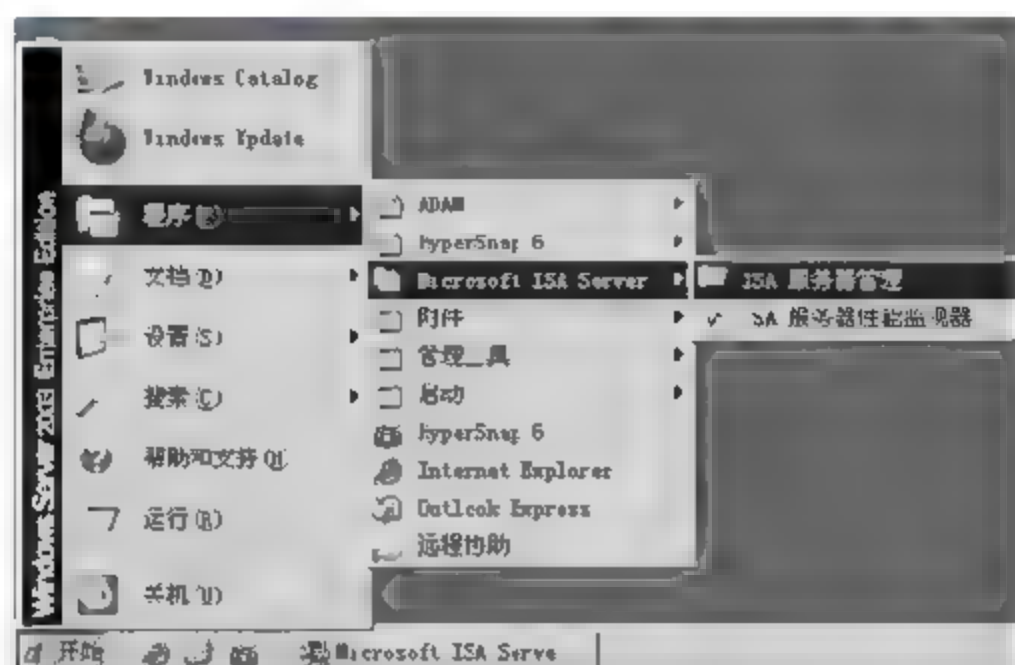 Windows Catalog
Windows Update
程序(P)
文档(D)
设置(S)
搜索(C)
帮助和支持(H)
运行(R)
关机(U)
Windows Server 2003 Enterprise Edition
ADAM
HyperSnap 6
Microsoft ISA Server
附件
管理工具
启动
HyperSnap 6
Internet Explorer
Outlook Express
远程协助
ISA 服务器管理
ISA 服务器性能监视器
开始
Microsoft ISA Serve